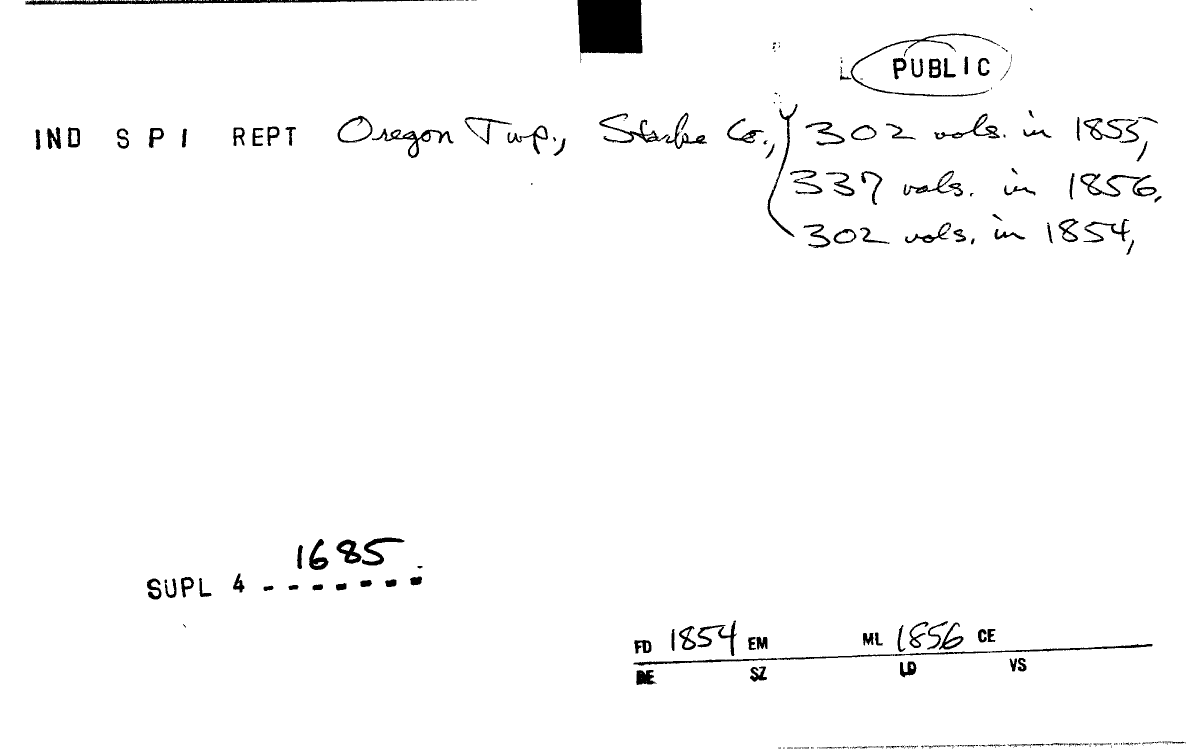 L PUBLIC
IND S P I REPT Oregon Twp., Starke Co., 302 vols. in 1855,
337 vols. in 1856.
302 vols. in 1854,
1685
SUPL 4 - - - - - - -
FD 1854 EM ML 1856 CE
DE SZ LD VS